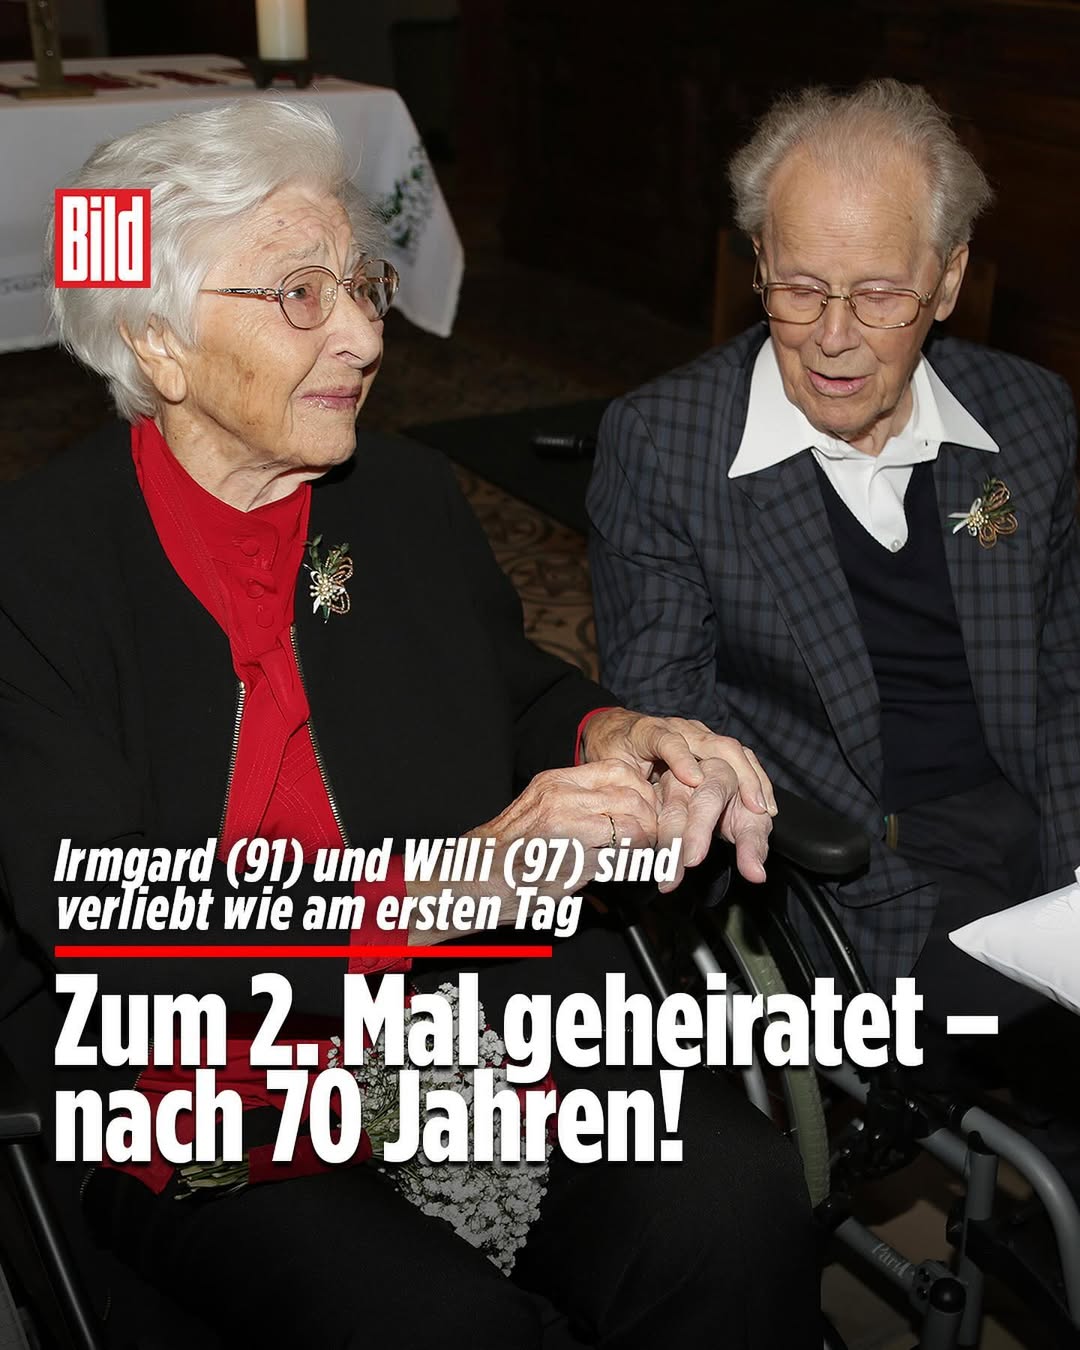 Bild
Irmgard (91) und Willi (97) sind
verliebt wie am ersten Tag
Zum 2. Mal geheiratet –
nach 70 Jahren!